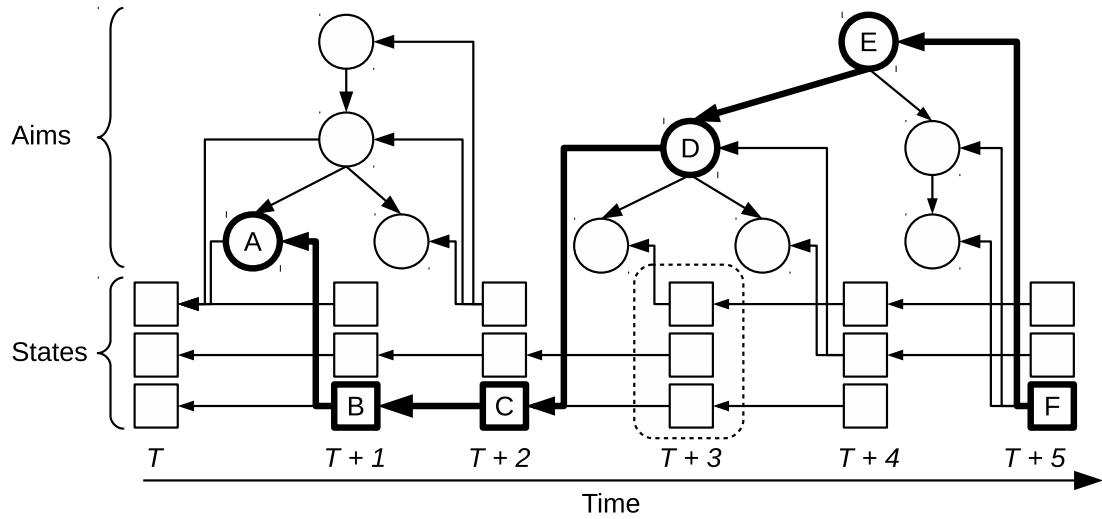 E
Aims
D
A
States
B
C
F
T
T + 1
T + 2
T + 3
T + 4
T + 5
Time